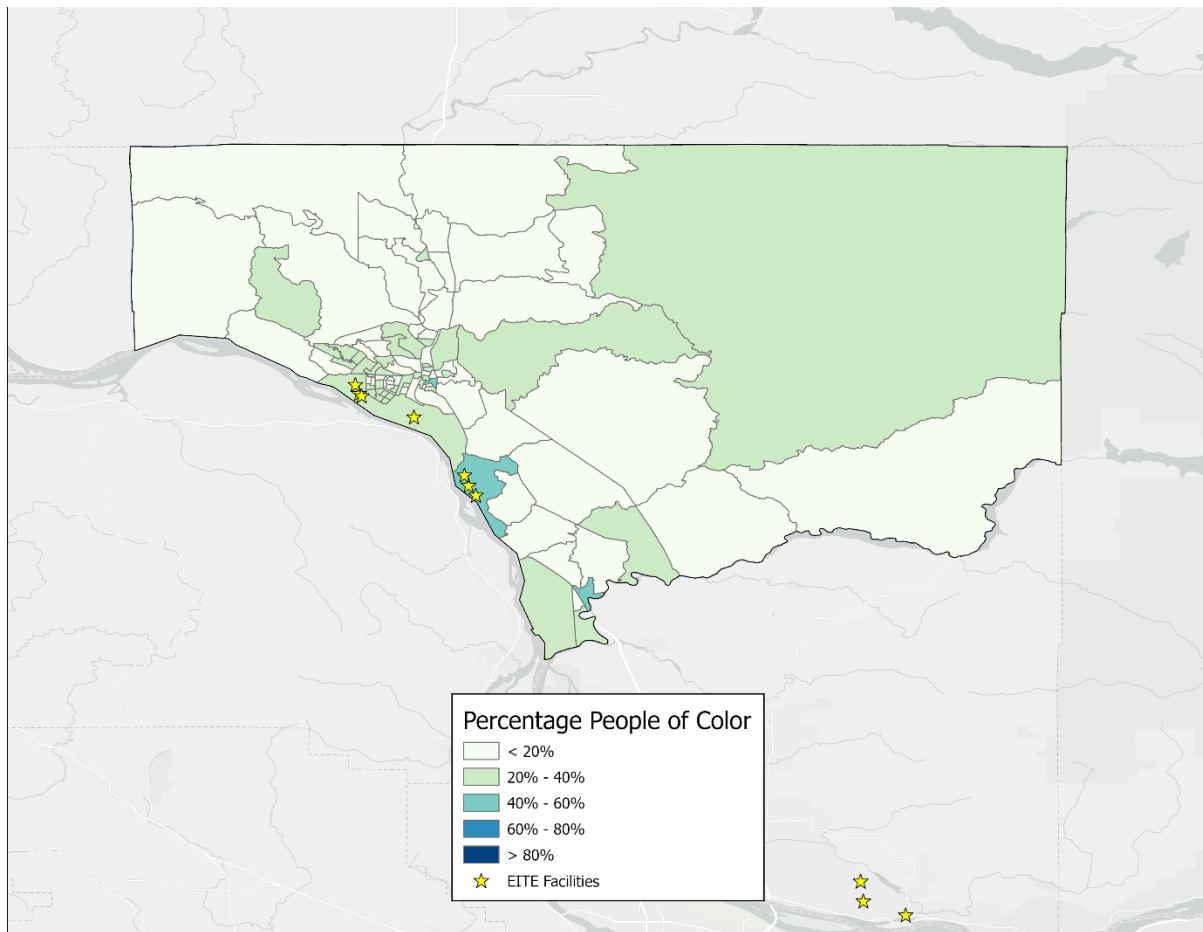 Percentage People of Color
< 20%
20% - 40%
40% - 60%
60% - 80%
> 80%
EITE Facilities